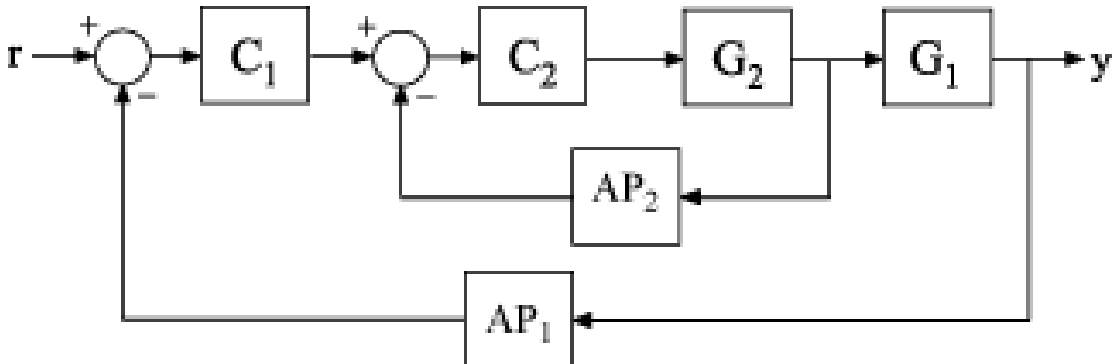 + +
r C₁ C₂ G₂ G₁ y
− −
AP₂
AP₁